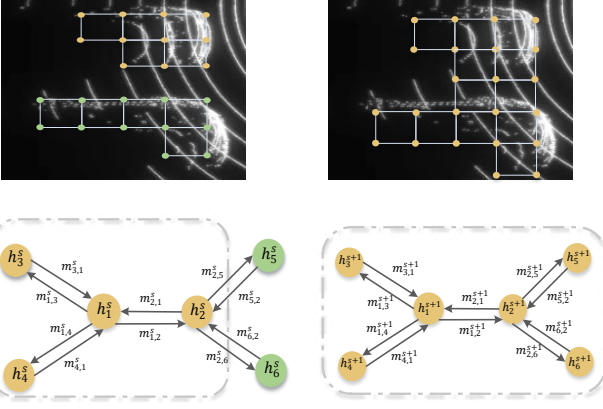 h_3^s
m_{3,1}^s
m_{1,3}^s
h_1^s
m_{2,1}^s
m_{1,2}^s
h_2^s
m_{2,5}^s
h_5^s
m_{5,2}^s
m_{6,2}^s
m_{2,6}^s
h_6^s
m_{1,4}^s
m_{4,1}^s
h_4^s
h_3^{s+1}
m_{3,1}^{s+1}
m_{1,3}^{s+1}
h_1^{s+1}
m_{2,1}^{s+1}
m_{1,2}^{s+1}
h_2^{s+1}
m_{2,5}^{s+1}
h_5^{s+1}
m_{5,2}^{s+1}
m_{6,2}^{s+1}
m_{2,6}^{s+1}
h_6^{s+1}
m_{1,4}^{s+1}
m_{4,1}^{s+1}
h_4^{s+1}